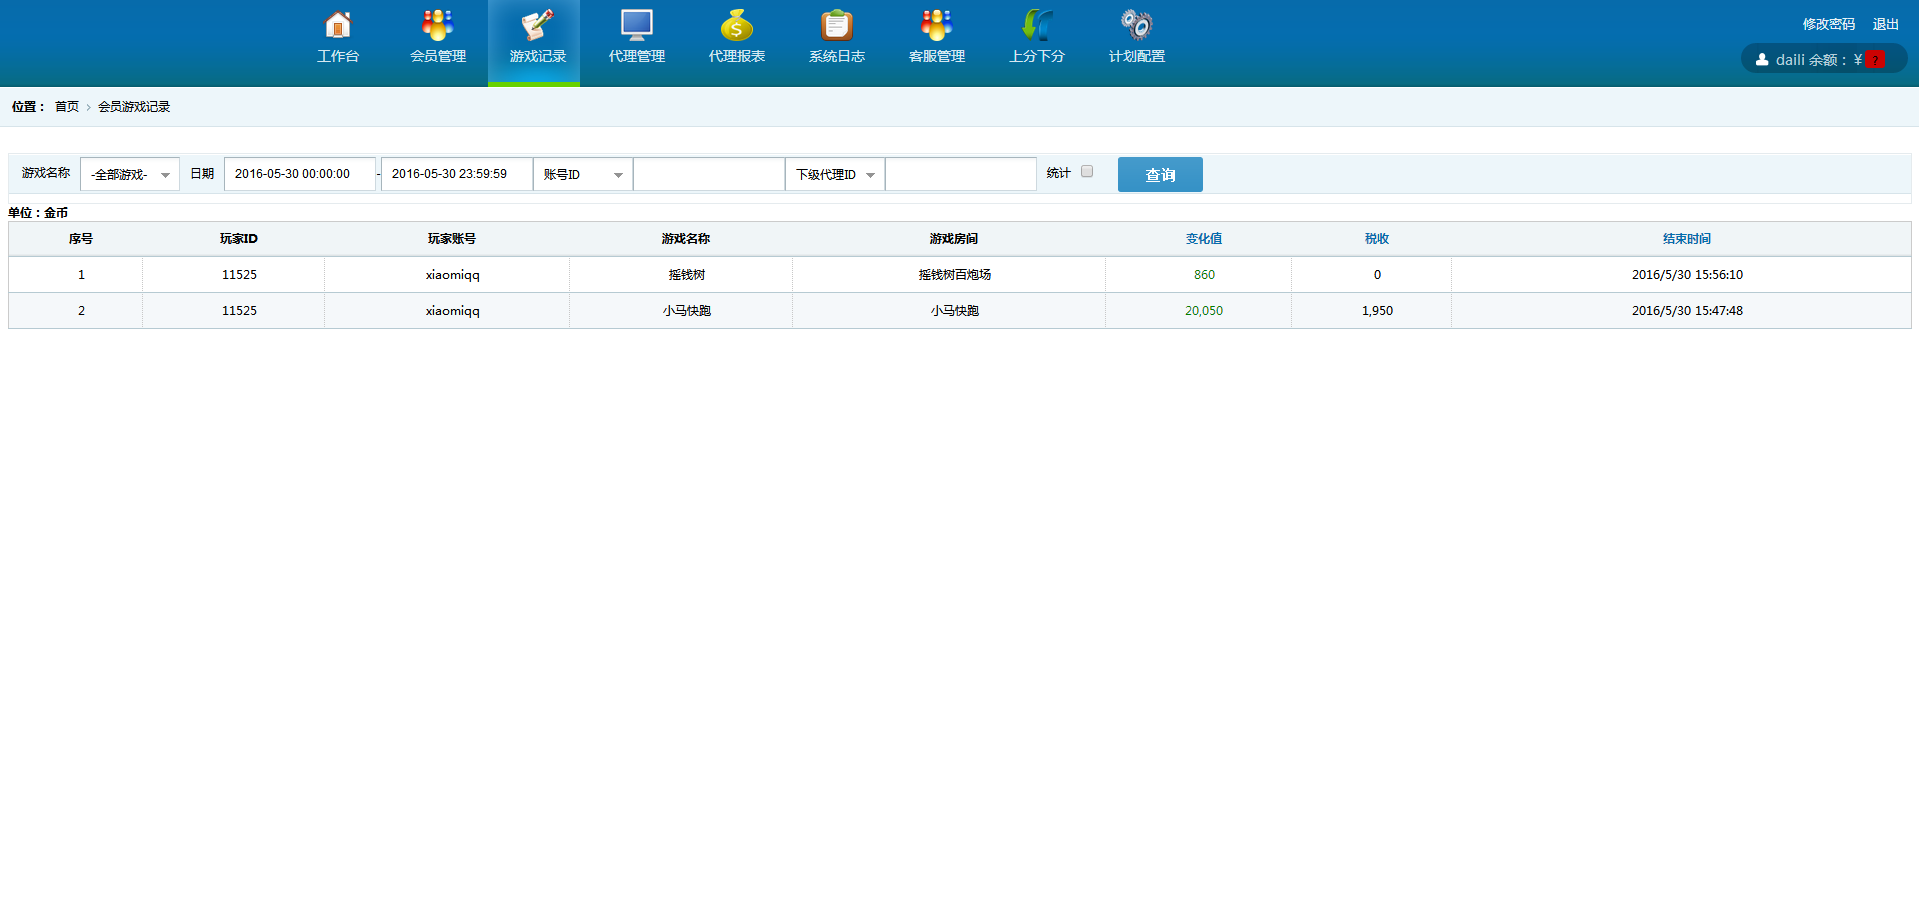 工作台 会员管理 游戏记录 代理管理 代理报表 系统日志 客服管理 上分下分 计划配置
修改密码 退出
daili 余额：¥ ?
位置： 首页 › 会员游戏记录
游戏名称 -全部游戏- 日期 2016-05-30 00:00:00 - 2016-05-30 23:59:59 账号ID 下级代理ID 统计 查询
单位：金币
序号 玩家ID 玩家账号 游戏名称 游戏房间 变化值 税收 结束时间
1 11525 xiaomiqq 摇钱树 摇钱树百炮场 860 0 2016/5/30 15:56:10
2 11525 xiaomiqq 小马快跑 小马快跑 20,050 1,950 2016/5/30 15:47:48